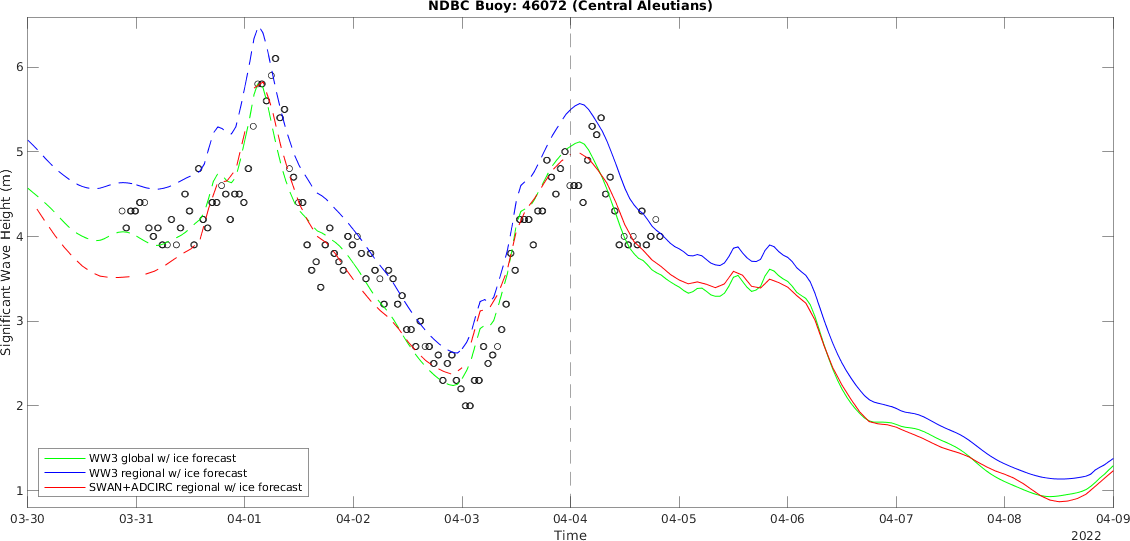 NDBC Buoy: 46072 (Central Aleutians)
Significant Wave Height (m)
6
5
4
3
2
1
WW3 global w/ ice forecast
WW3 regional w/ ice forecast
SWAN+ADCIRC regional w/ ice forecast
03-30 03-31 04-01 04-02 04-03 04-04 04-05 04-06 04-07 04-08 04-09
Time
2022